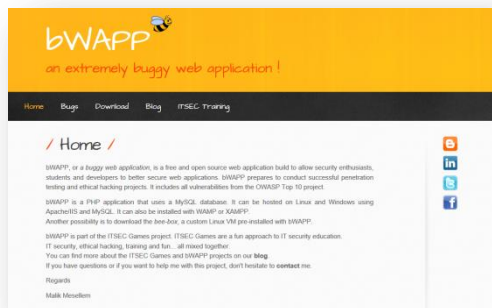 bWAPP
an extremely buggy web application !
Home Bugs Download Blog ITSEC Training
/ Home /
bWAPP, or a buggy web application, is a free and open source web application build to allow security enthusiasts,
students and developers to better secure web applications. bWAPP prepares to conduct successful penetration
testing and ethical hacking projects. It includes all vulnerabilities from the OWASP Top 10 project.
bWAPP is a PHP application that uses a MySQL database. It can be hosted on Linux and Windows using
Apache/IIS and MySQL. It can also be installed with WAMP or XAMPP.
Another possibility is to download the bee-box, a custom Linux VM pre-installed with bWAPP.
bWAPP is part of the ITSEC Games project. ITSEC Games are a fun approach to IT security education.
IT security, ethical hacking, training and fun... all mixed together.
You can find more about the ITSEC Games and bWAPP projects on our blog.
If you have questions or if you want to help me with this project, don't hesitate to contact me.
Regards
Malik Mesellem